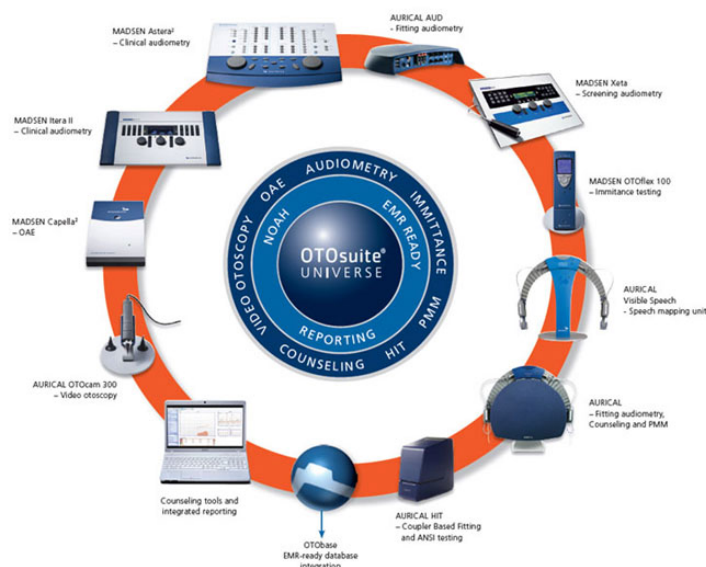 MADSEN Astera²
– Clinical audiometry
AURICAL AUD
- Fitting audiometry
MADSEN Xeta
– Screening audiometry
MADSEN OTOflex 100
– Immitance testing
AURICAL
Visible Speech
- Speech mapping unit
AURICAL
– Fitting audiometry,
Counseling and PMM
AURICAL HIT
– Coupler Based Fitting
and ANSI testing
OTObase
EMR-ready database
integration
Counseling tools and
integrated reporting
AURICAL OTOcam 300
– Video otoscopy
MADSEN Capella²
– OAE
MADSEN Itera II
– Clinical audiometry
VIDEO OTOSCOPY OAE AUDIOMETRY IMMITTANCE
PMM HIT COUNSELING
NOAH EMR READY
REPORTING
OTOsuite®
UNIVERSE